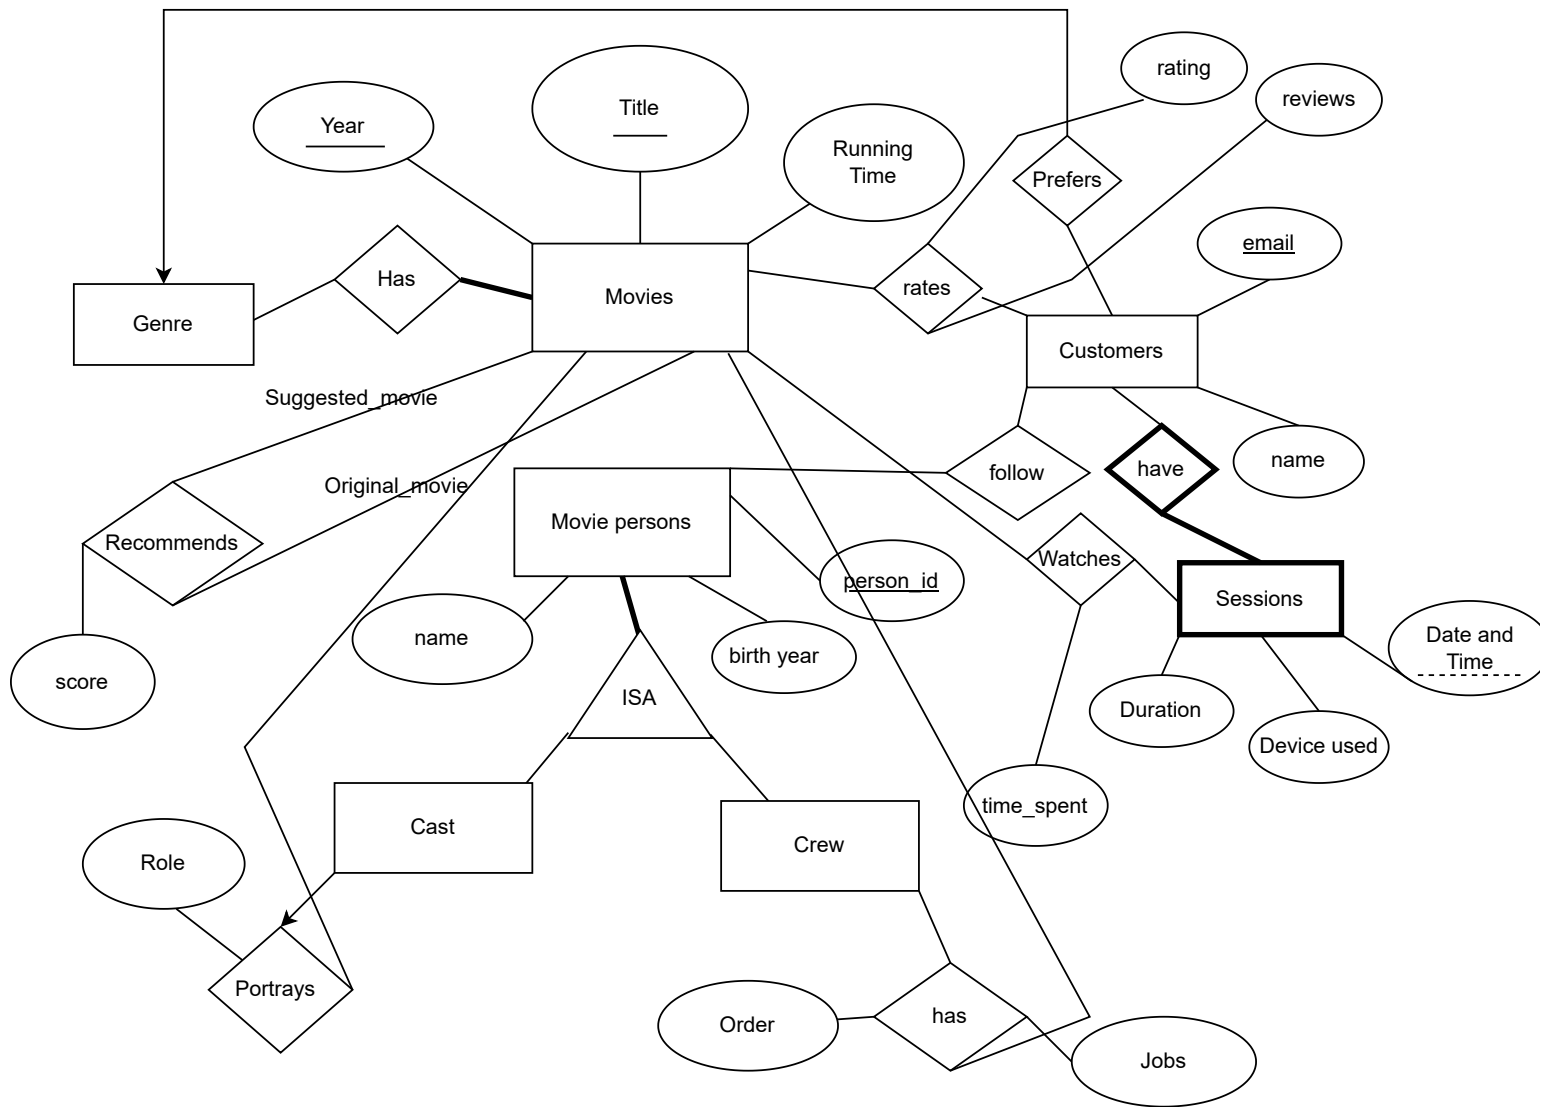 rating
reviews
Title
Year
Running
Time
Prefers
email
Has
rates
Movies
Genre
Customers
Suggested_movie
name
have
follow
Original_movie
Movie persons
Recommends
Watches
person_id
Sessions
name
Date and
Time
birth year
score
ISA
Duration
Device used
time_spent
Cast
Crew
Role
Portrays
has
Order
Jobs